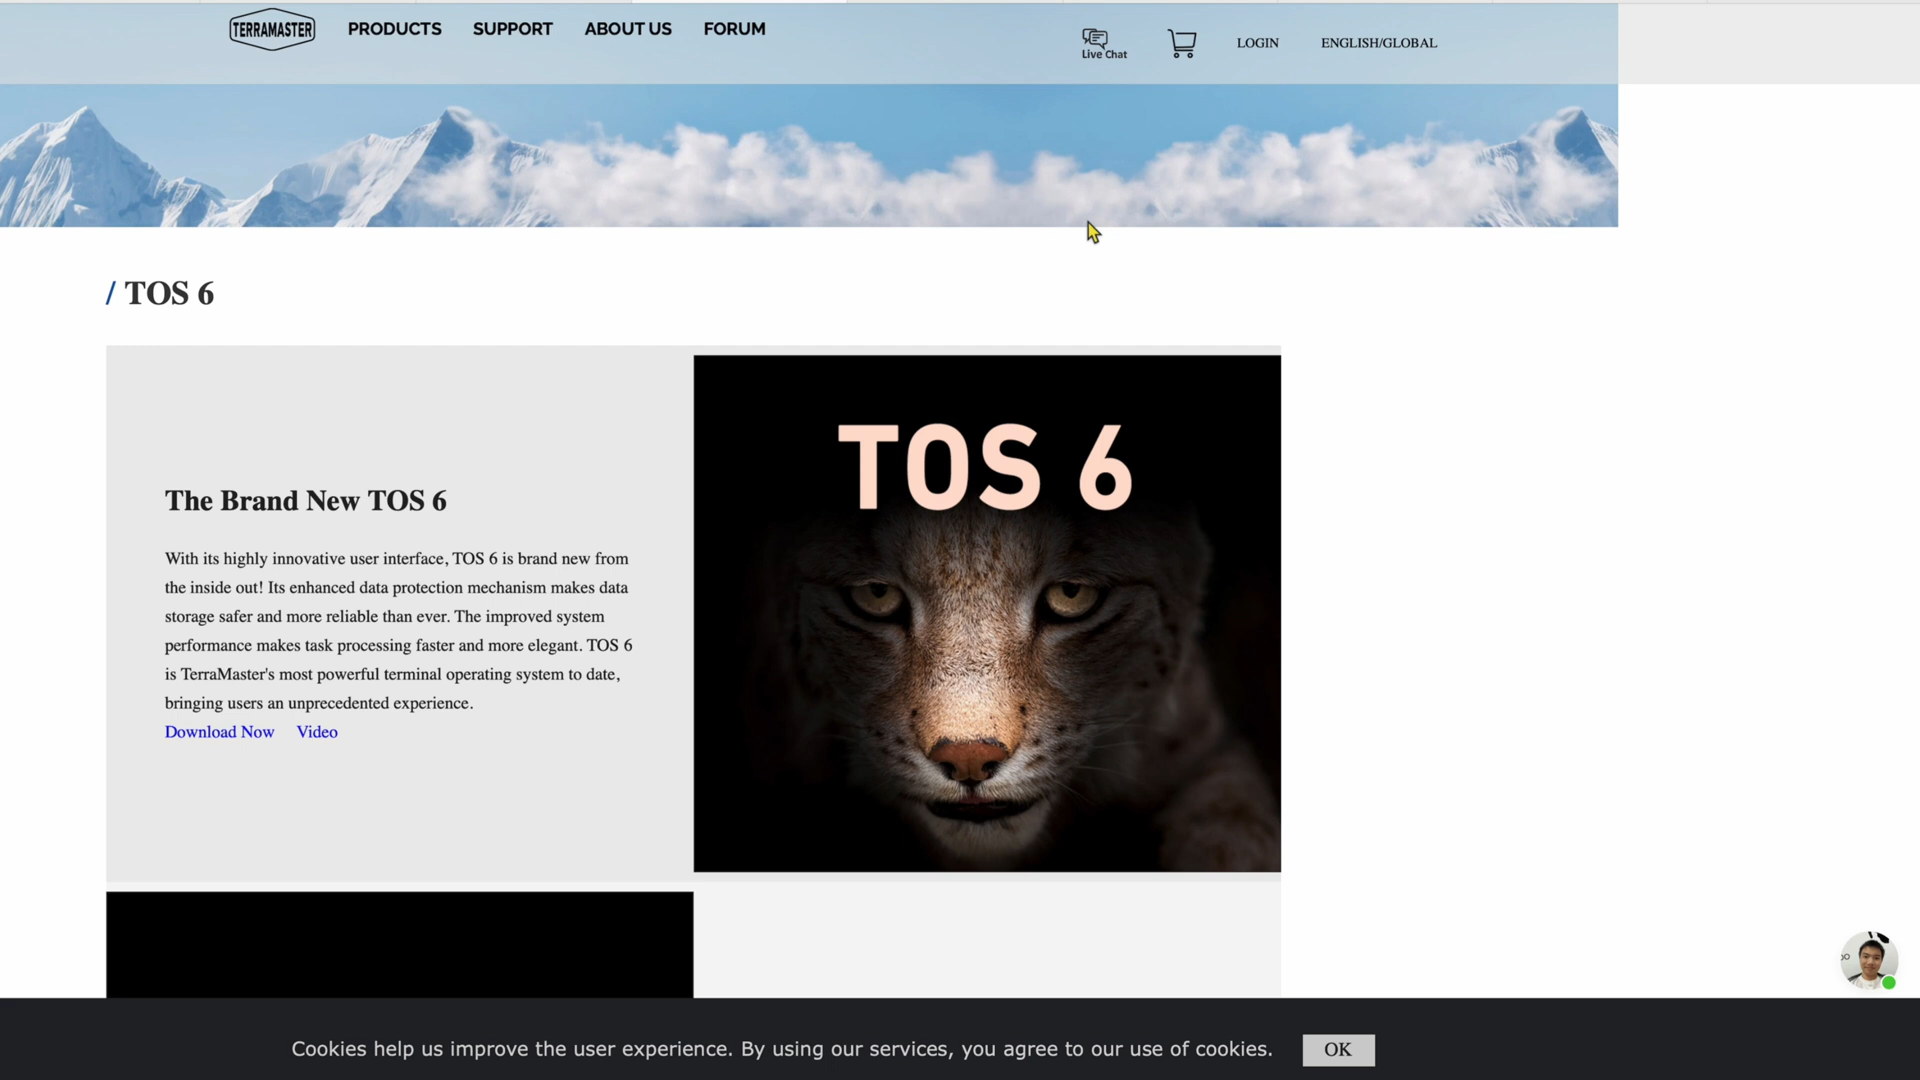 TERRAMASTER
PRODUCTS
SUPPORT
ABOUT US
FORUM
Live Chat
LOGIN
ENGLISH/GLOBAL
/ TOS 6
TOS 6
The Brand New TOS 6
With its highly innovative user interface, TOS 6 is brand new from
the inside out! Its enhanced data protection mechanism makes data
storage safer and more reliable than ever. The improved system
performance makes task processing faster and more elegant. TOS 6
is TerraMaster's most powerful terminal operating system to date,
bringing users an unprecedented experience.
Download Now Video
Cookies help us improve the user experience. By using our services, you agree to our use of cookies.
OK